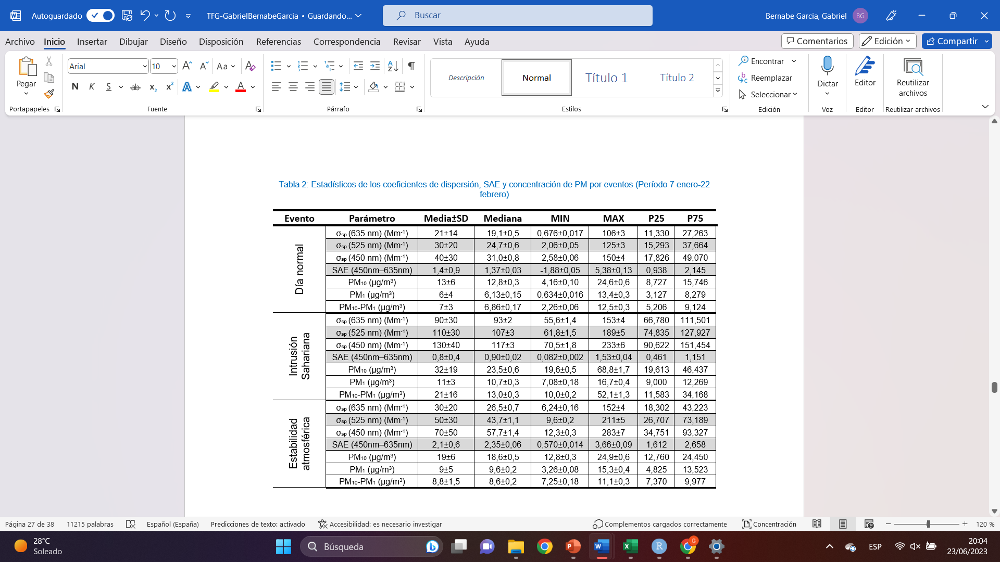 Autoguardado
TFG-GabrielBernabeGarcia • Guardando...
Buscar
Bernabe Garcia, Gabriel
BG
Archivo Inicio Insertar Dibujar Diseño Disposición Referencias Correspondencia Revisar Vista Ayuda
Comentarios
Edición
Compartir
Pegar
Portapapeles
Arial 10
Aa
N K S ab x₂ x² A A
Fuente
Párrafo
Descripción Normal Título 1 Título 2
Estilos
Encontrar
Reemplazar
Seleccionar
Edición
Dictar
Voz
Editor
Editor
Reutilizar archivos
Reutilizar archivos
Tabla 2: Estadísticos de los coeficientes de dispersión, SAE y concentración de PM por eventos (Período 7 enero-22
febrero)
Evento Parámetro Media±SD Mediana MIN MAX P25 P75
Día normal
σsp (635 nm) (Mm⁻¹) 21±14 19,1±0,5 0,676±0,017 106±3 11,330 27,263
σsp (525 nm) (Mm⁻¹) 30±20 24,7±0,6 2,06±0,05 125±3 15,293 37,664
σsp (450 nm) (Mm⁻¹) 40±30 31,0±0,8 2,58±0,06 150±4 17,826 49,070
SAE (450nm–635nm) 1,4±0,9 1,37±0,03 -1,88±0,05 5,38±0,13 0,938 2,145
PM₁₀ (µg/m³) 13±6 12,8±0,3 4,16±0,10 24,6±0,6 8,727 15,746
PM₁ (µg/m³) 6±4 6,13±0,15 0,634±0,016 13,4±0,3 3,127 8,279
PM₁₀-PM₁ (µg/m³) 7±3 6,86±0,17 2,26±0,06 12,5±0,3 5,206 9,124
Intrusión
Sahariana
σsp (635 nm) (Mm⁻¹) 90±30 93±2 55,6±1,4 153±4 66,780 111,501
σsp (525 nm) (Mm⁻¹) 110±30 107±3 61,8±1,5 189±5 74,835 127,927
σsp (450 nm) (Mm⁻¹) 130±40 117±3 70,5±1,8 233±6 90,622 151,454
SAE (450nm–635nm) 0,8±0,4 0,90±0,02 0,082±0,002 1,53±0,04 0,461 1,151
PM₁₀ (µg/m³) 32±19 23,5±0,6 19,6±0,5 68,8±1,7 19,613 46,437
PM₁ (µg/m³) 11±3 10,7±0,3 7,08±0,18 16,7±0,4 9,000 12,269
PM₁₀-PM₁ (µg/m³) 21±16 13,0±0,3 10,0±0,2 52,1±1,3 11,583 34,168
Estabilidad
atmosférica
σsp (635 nm) (Mm⁻¹) 30±20 26,5±0,7 6,24±0,16 152±4 18,302 43,223
σsp (525 nm) (Mm⁻¹) 50±30 43,7±1,1 9,6±0,2 211±5 26,707 73,189
σsp (450 nm) (Mm⁻¹) 70±50 57,7±1,4 12,3±0,3 283±7 34,751 93,327
SAE (450nm–635nm) 2,1±0,6 2,35±0,06 0,570±0,014 3,66±0,09 1,612 2,658
PM₁₀ (µg/m³) 19±6 18,6±0,5 12,8±0,3 24,9±0,6 12,760 24,450
PM₁ (µg/m³) 9±5 9,6±0,2 3,26±0,08 15,3±0,4 4,825 13,523
PM₁₀-PM₁ (µg/m³) 8,8±1,5 8,6±0,2 7,25±0,18 11,1±0,3 7,370 9,977
Página 27 de 38 11215 palabras Español (España) Predicciones de texto: activado Accesibilidad: es necesario investigar Complementos cargados correctamente Concentración 120 %
28°C
Soleado
Búsqueda
ESP
20:04
23/06/2023